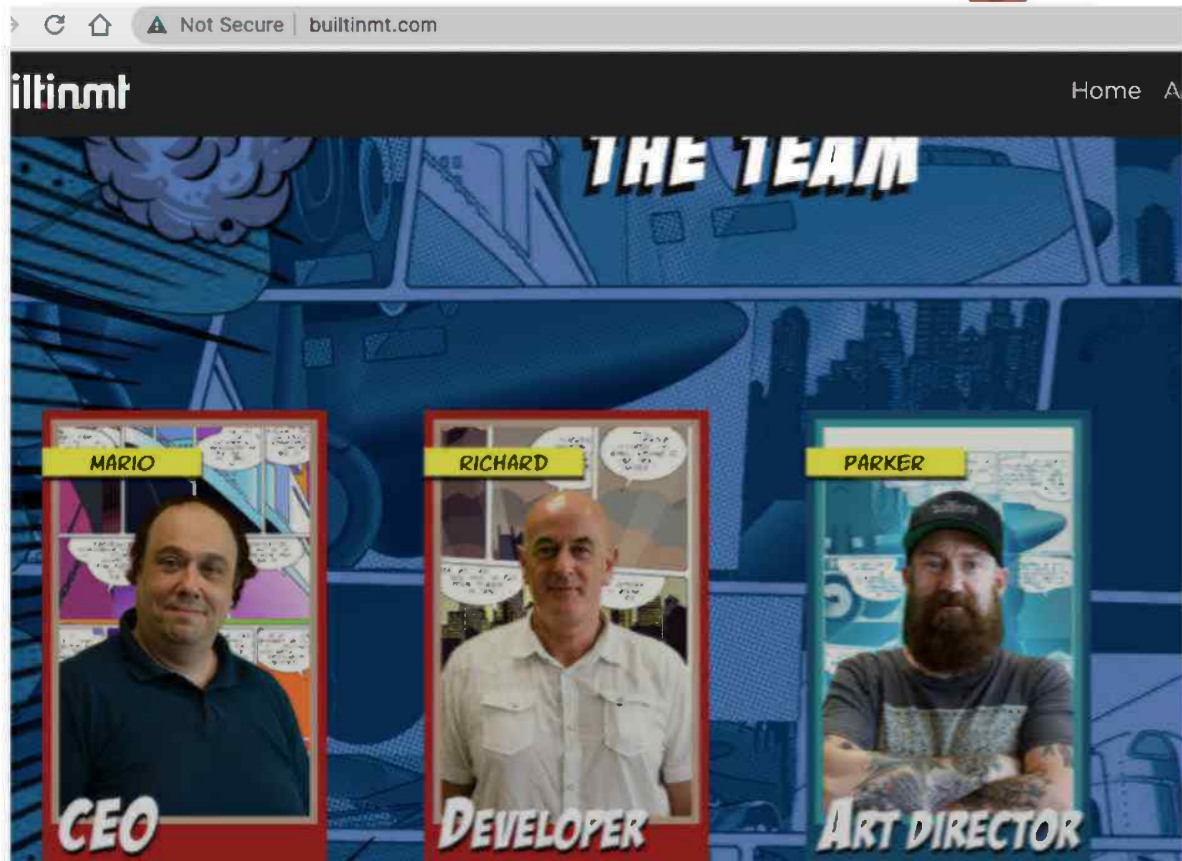 Not Secure | builtinmt.com
iltinmt
Home A
THE TEAM
MARIO
RICHARD
PARKER
CEO
DEVELOPER
ART DIRECTOR